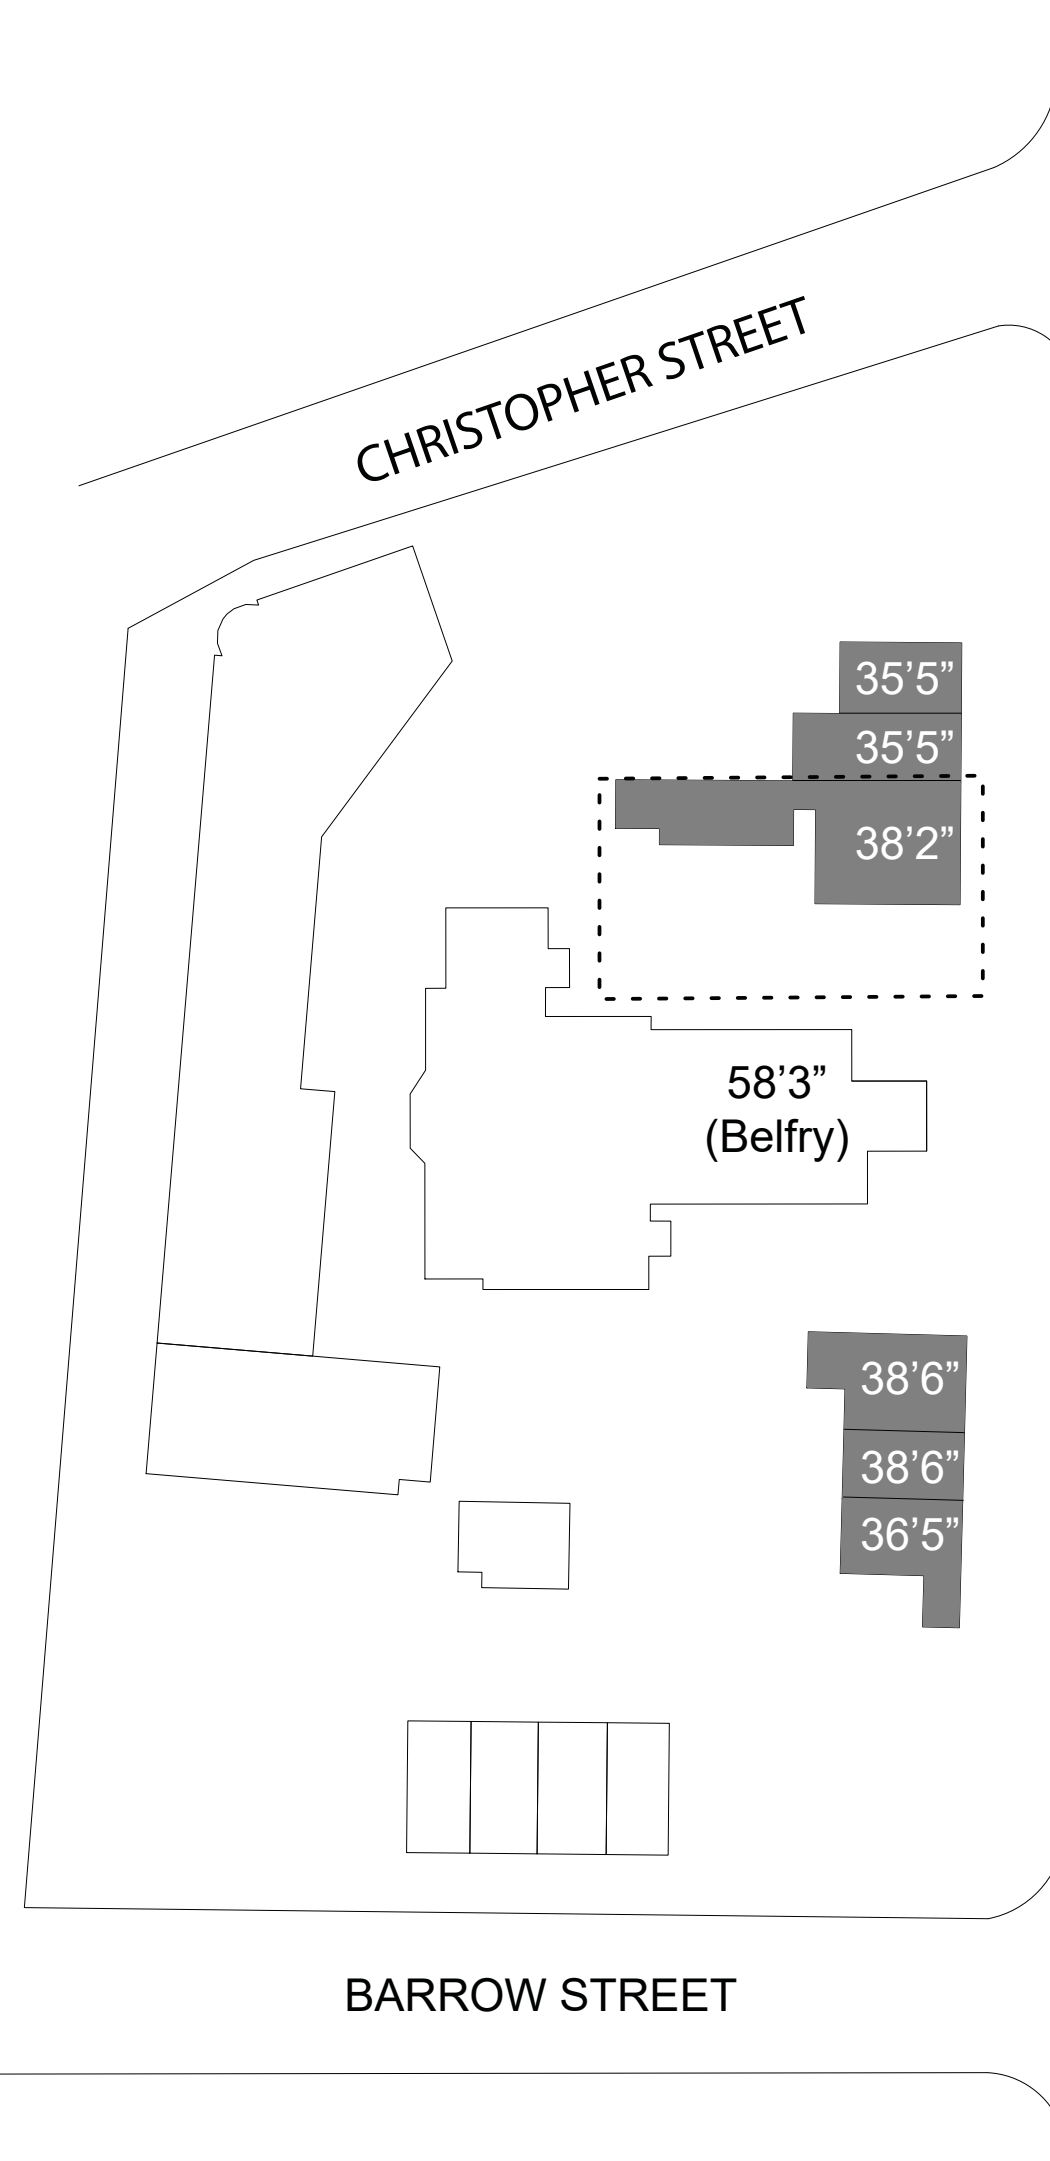 CHRISTOPHER STREET
35’5”
35’5”
38’2”
58’3”
(Belfry)
38’6”
38’6”
36’5”
BARROW STREET